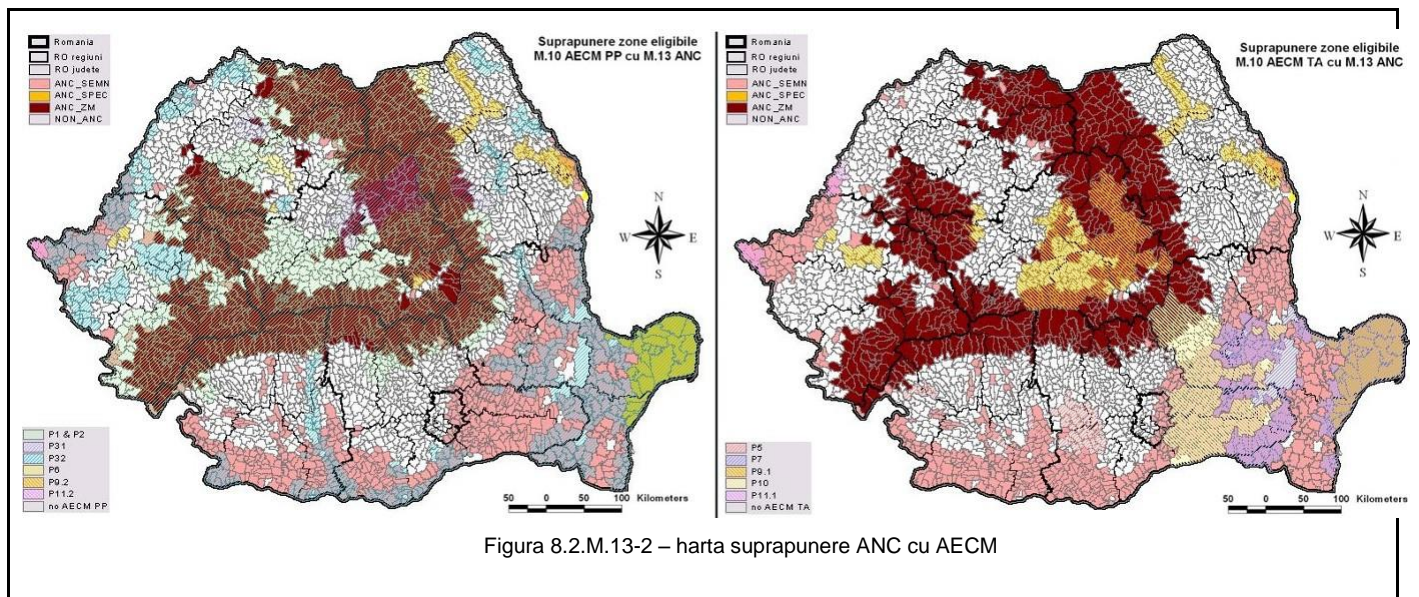 Romania
RO regiuni
RO judete
ANC_SEMN
ANC_SPEC
ANC_ZM
NON_ANC
Suprapunere zone eligibile
M.10 AECM PP cu M.13 ANC
N
W E
S
P1 & P2
P31
P32
P6
P9.2
P11.2
no AECM PP
50 0 50 100 Kilometers
Romania
RO regiuni
RO judete
ANC_SEMN
ANC_SPEC
ANC_ZM
NON_ANC
Suprapunere zone eligibile
M.10 AECM TA cu M.13 ANC
N
W E
S
P5
P7
P9.1
P10
P11.1
no AECM TA
50 0 50 100 Kilometers
Figura 8.2.M.13-2 – harta suprapunere ANC cu AECM